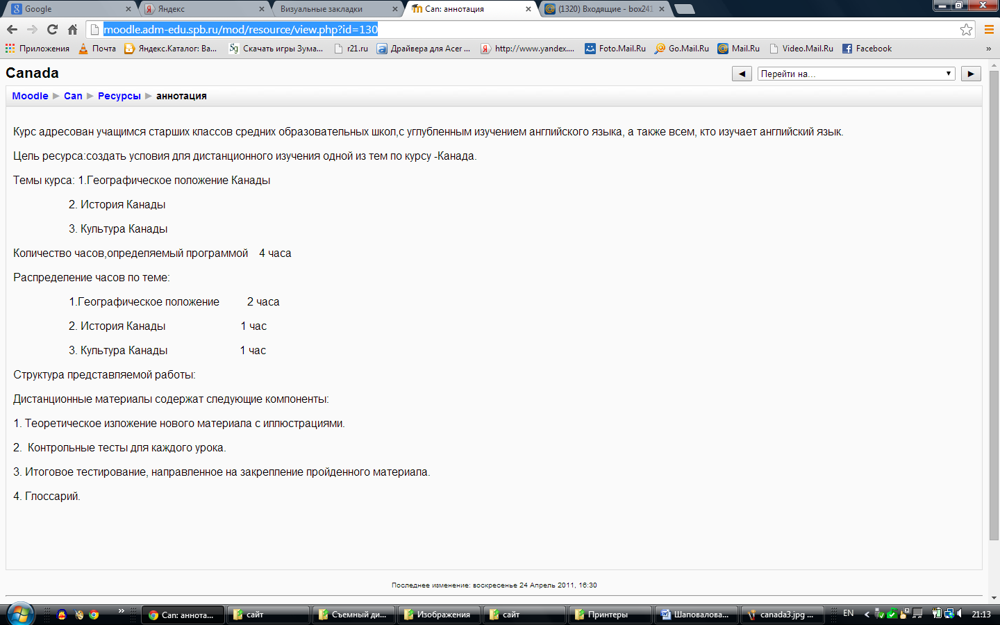 Google
Яндекс
Визуальные закладки
Can: аннотация
(1320) Входящие - box241
moodle.adm-edu.spb.ru/mod/resource/view.php?id=130
Приложения
Почта
Яндекс.Каталог: Ва...
Скачать игры Зума...
r21.ru
Драйвера для Acer ...
http://www.yandex....
Foto.Mail.Ru
Go.Mail.Ru
Mail.Ru
Video.Mail.Ru
Facebook
»
Canada
Перейти на...
Moodle ► Can ► Ресурсы ► аннотация
Курс адресован учащимся старших классов средних образовательных школ,с углубленным изучением английского языка, а также всем, кто изучает английский язык.
Цель ресурса:создать условия для дистанционного изучения одной из тем по курсу -Канада.
Темы курса: 1.Географическое положение Канады
2. История Канады
3. Культура Канады
Количество часов,определяемый программой 4 часа
Распределение часов по теме:
1.Географическое положение 2 часа
2. История Канады 1 час
3. Культура Канады 1 час
Структура представляемой работы:
Дистанционные материалы содержат следующие компоненты:
1. Теоретическое изложение нового материала с иллюстрациями.
2. Контрольные тесты для каждого урока.
3. Итоговое тестирование, направленное на закрепление пройденного материала.
4. Глоссарий.
Последнее изменение: воскресенье 24 Апрель 2011, 16:30
»
Can: аннота...
сайт
Съемный ди...
Изображения
сайт
Принтеры
Шаповалова...
canada3.jpg ...
EN
21:13